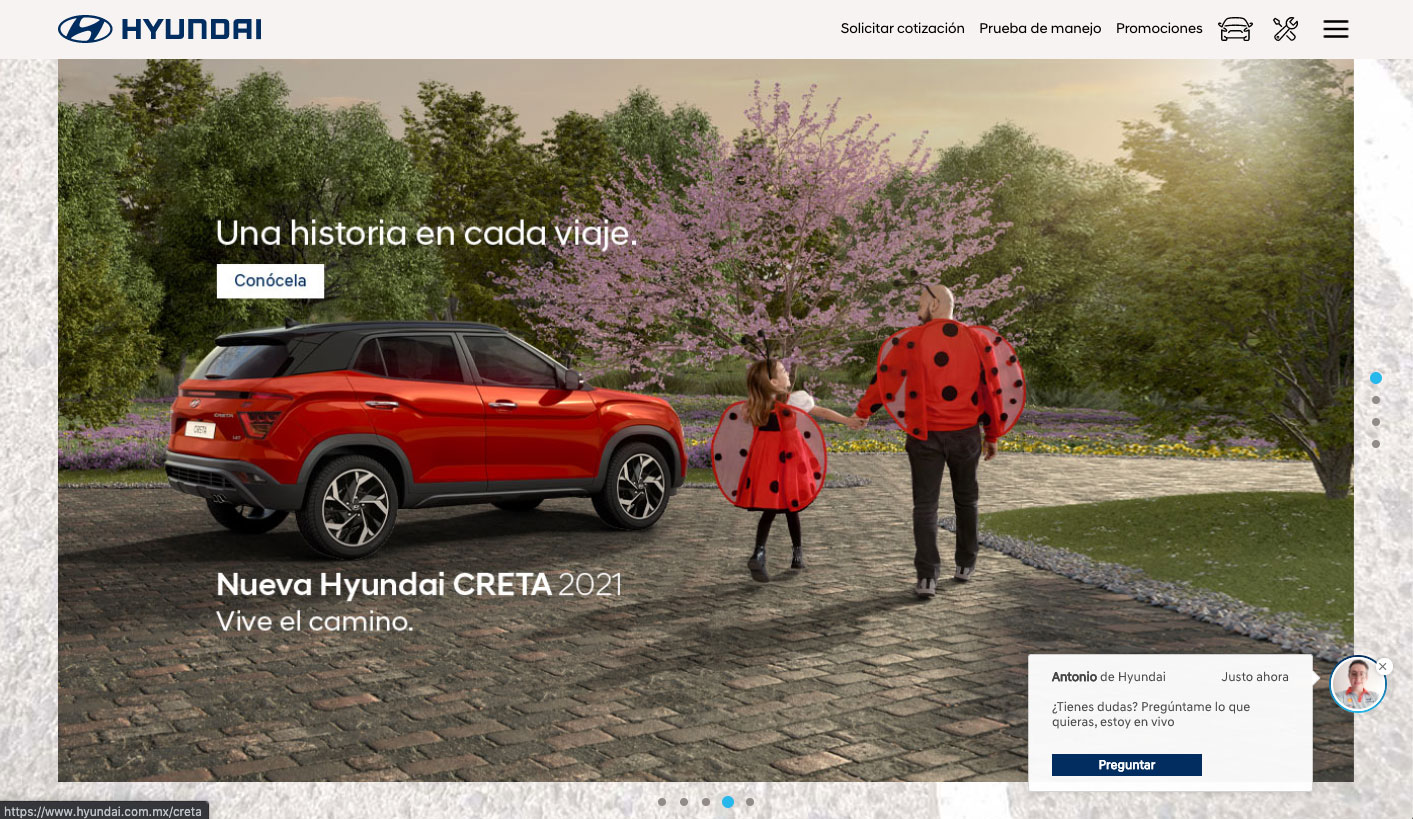 HYUNDAI
Solicitar cotización
Prueba de manejo
Promociones
Una historia en cada viaje.
Conócela
CRETA
CRETA
Nueva Hyundai CRETA 2021
Vive el camino.
Antonio de Hyundai
Justo ahora
¿Tienes dudas? Pregúntame lo que
quieras, estoy en vivo
Preguntar
https://www.hyundai.com.mx/creta